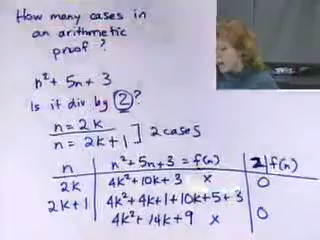 How many cases in
an arithmetic
proof?
n² + 5n + 3
Is it div by 2?
n = 2k
n = 2k+1 ] 2 cases
n | n² + 5n + 3 = f(n) | 2|f(n)
2k | 4k² + 10k + 3 x | 0
2k+1 | 4k² + 4k + 1 + 10k + 5 + 3
4k² + 14k + 9 x | 0